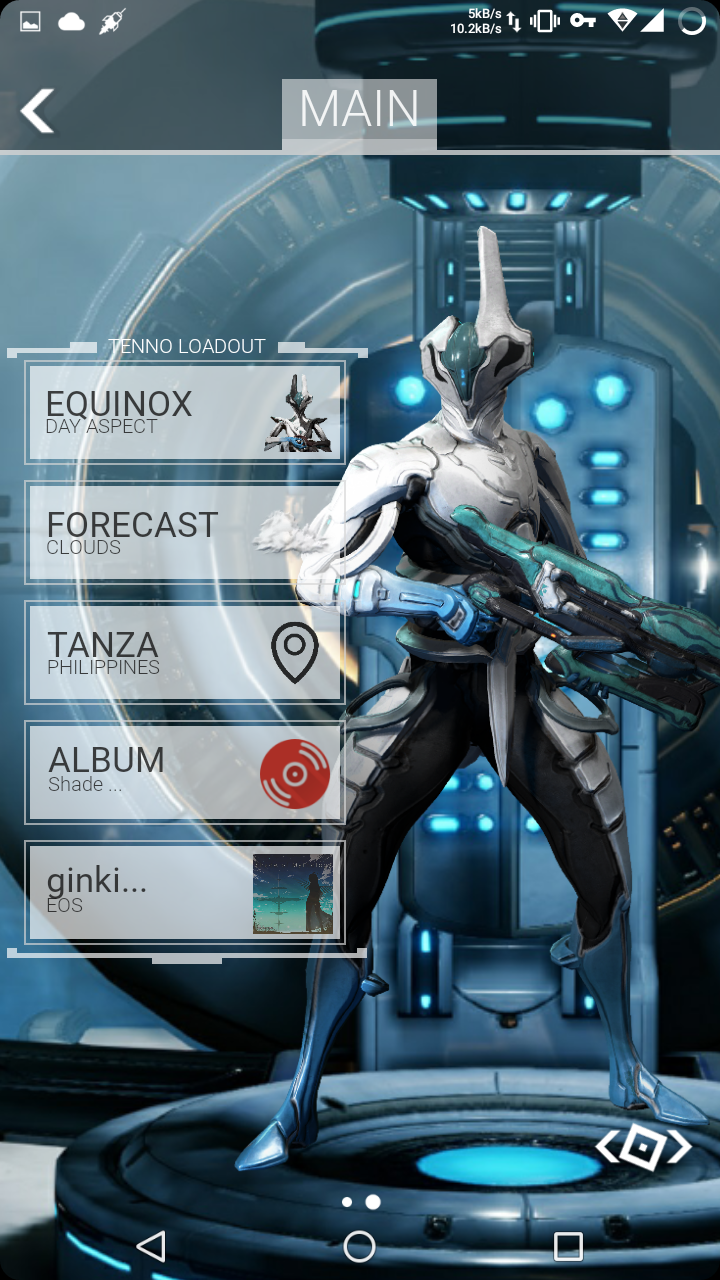 5kB/s
10.2kB/s
MAIN
TENNO LOADOUT
EQUINOX
DAY ASPECT
FORECAST
CLOUDS
TANZA
PHILIPPINES
ALBUM
Shade ...
ginki...
EOS